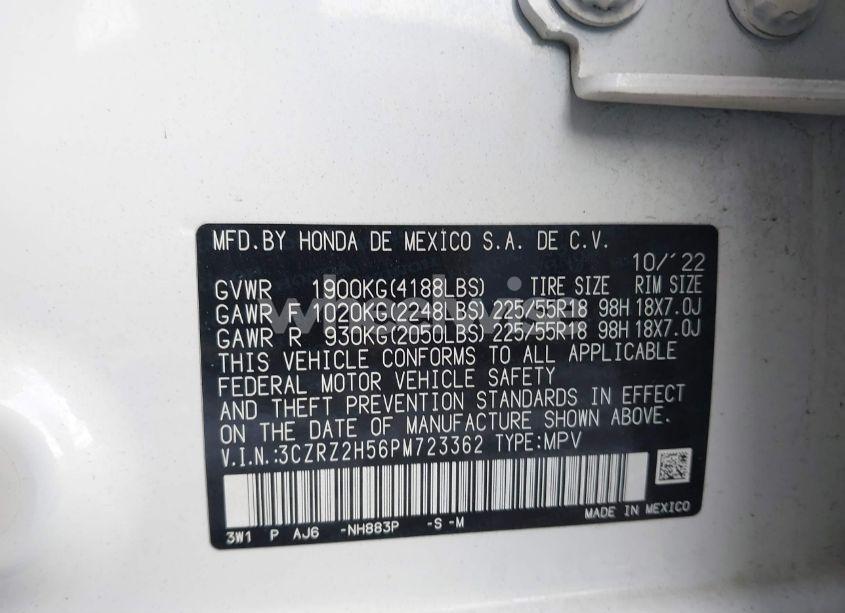 MFD.BY HONDA DE MEXICO S.A. DE C.V.
10/'22
GVWR 1900KG(4188LBS) TIRE SIZE RIM SIZE
GAWR F 1020KG(2248LBS) 225/55R18 98H 18X7.0J
GAWR R 930KG(2050LBS) 225/55R18 98H 18X7.0J
THIS VEHICLE CONFORMS TO ALL APPLICABLE
FEDERAL MOTOR VEHICLE SAFETY
AND THEFT PREVENTION STANDARDS IN EFFECT
ON THE DATE OF MANUFACTURE SHOWN ABOVE.
V.I.N.:3CZRZ2H56PM723362 TYPE:MPV
3W1 P AJ6 -NH883P -S -M
MADE IN MEXICO